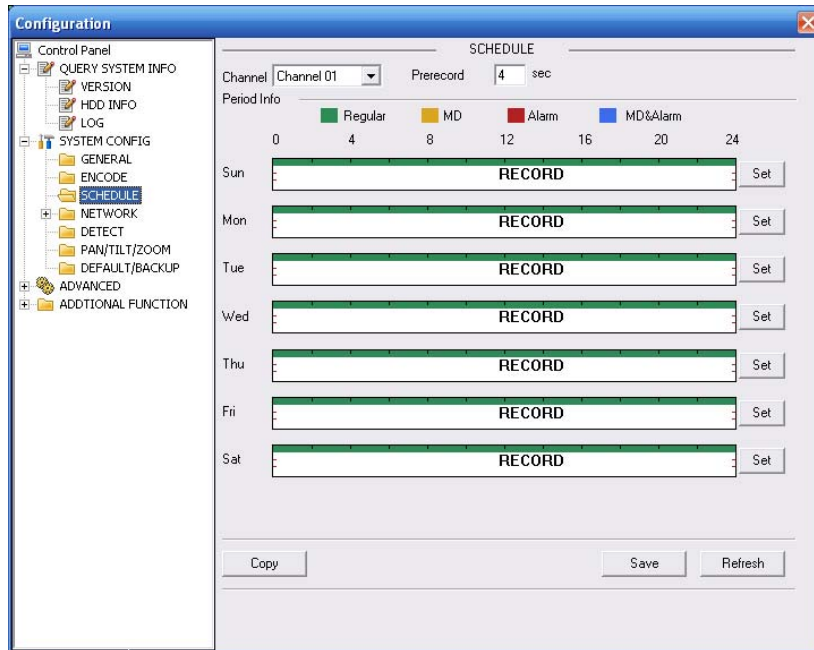 Configuration
Control Panel
QUERY SYSTEM INFO
VERSION
HDD INFO
LOG
SYSTEM CONFIG
GENERAL
ENCODE
SCHEDULE
NETWORK
DETECT
PAN/TILT/ZOOM
DEFAULT/BACKUP
ADVANCED
ADDTIONAL FUNCTION
SCHEDULE
Channel Channel 01 Prerecord 4 sec
Period Info
Regular MD Alarm MD&Alarm
0 4 8 12 16 20 24
Sun RECORD Set
Mon RECORD Set
Tue RECORD Set
Wed RECORD Set
Thu RECORD Set
Fri RECORD Set
Sat RECORD Set
Copy Save Refresh